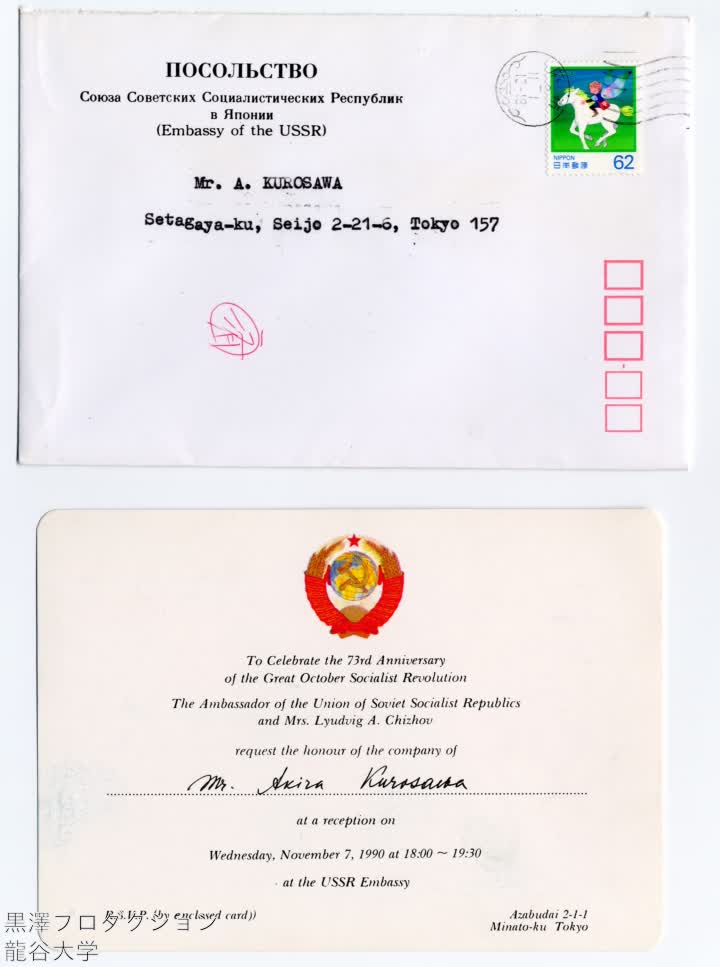 ПОСОЛЬСТВО
Союза Советских Социалистических Республик
в Японии
(Embassy of the USSR)
NIPPON
日本郵便 62
Mr. A. KUROSAWA
Setagaya-ku, Seijo 2-21-6, Tokyo 157
To Celebrate the 73rd Anniversary
of the Great October Socialist Revolution
The Ambassador of the Union of Soviet Socialist Republics
and Mrs. Lyudvig A. Chizhov
request the honour of the company of
Mr. Akira Kurosawa
at a reception on
Wednesday, November 7, 1990 at 18:00 ~ 19:30
at the USSR Embassy
R.S.V.P. (by enclosed card))
Azabudai 2-1-1
Minato-ku Tokyo
黒澤プロダクション
龍谷大学